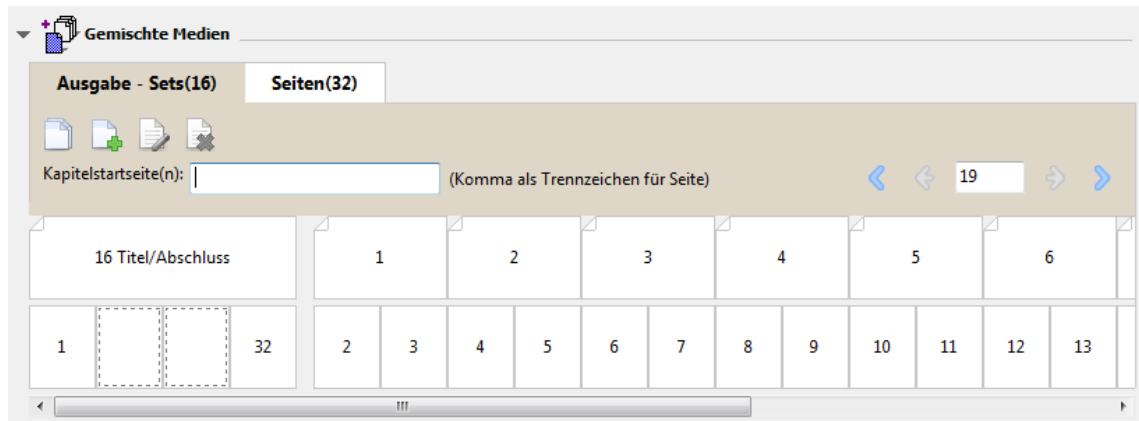 Gemischte Medien
Ausgabe - Sets(16) Seiten(32)
Kapitelstartseite(n): (Komma als Trennzeichen für Seite) 19
16 Titel/Abschluss 1 2 3 4 5 6
1 32 2 3 4 5 6 7 8 9 10 11 12 13